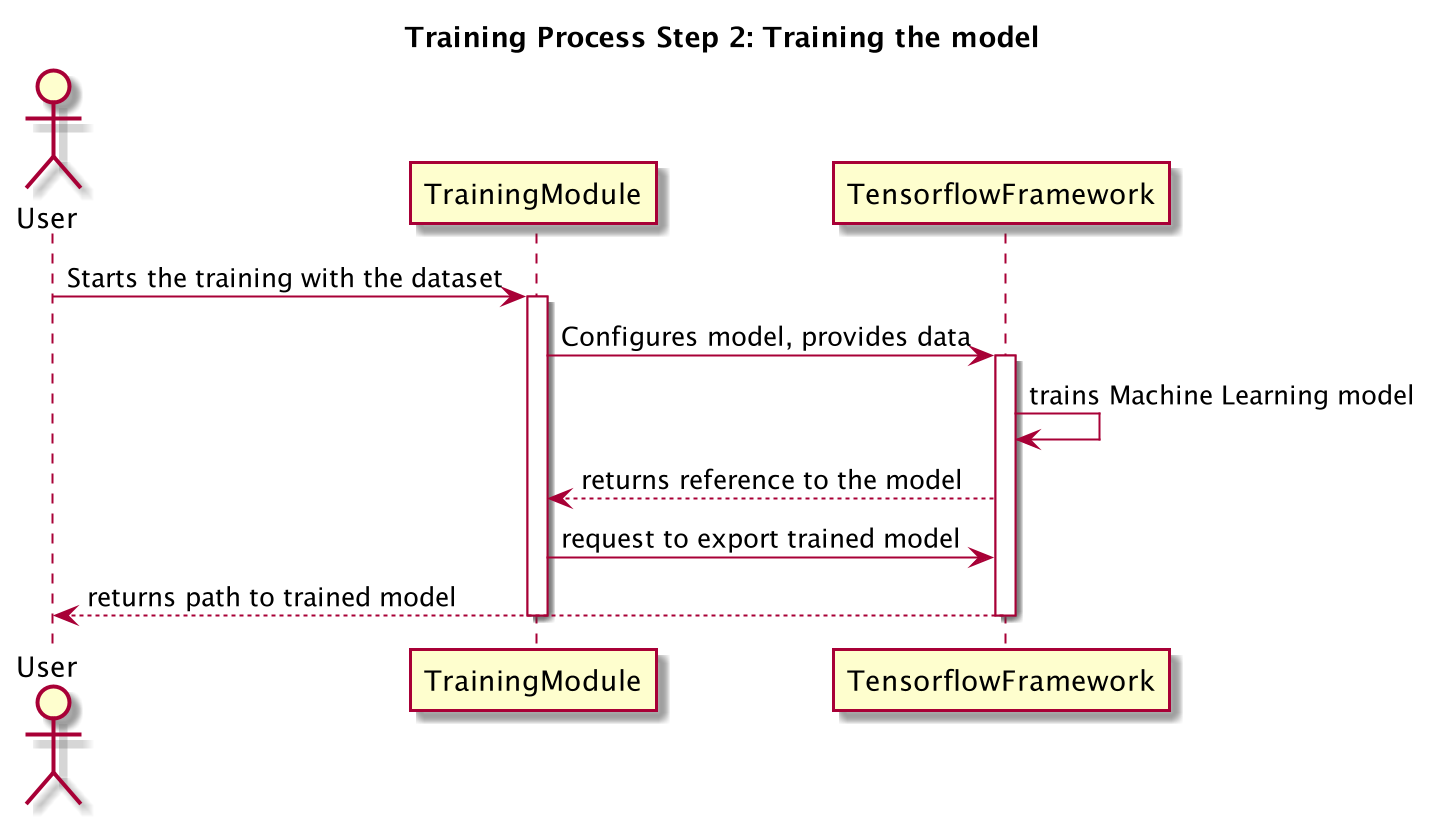 Training Process Step 2: Training the model
User
TrainingModule
TensorflowFramework
Starts the training with the dataset
Configures model, provides data
trains Machine Learning model
returns reference to the model
request to export trained model
returns path to trained model
User
TrainingModule
TensorflowFramework